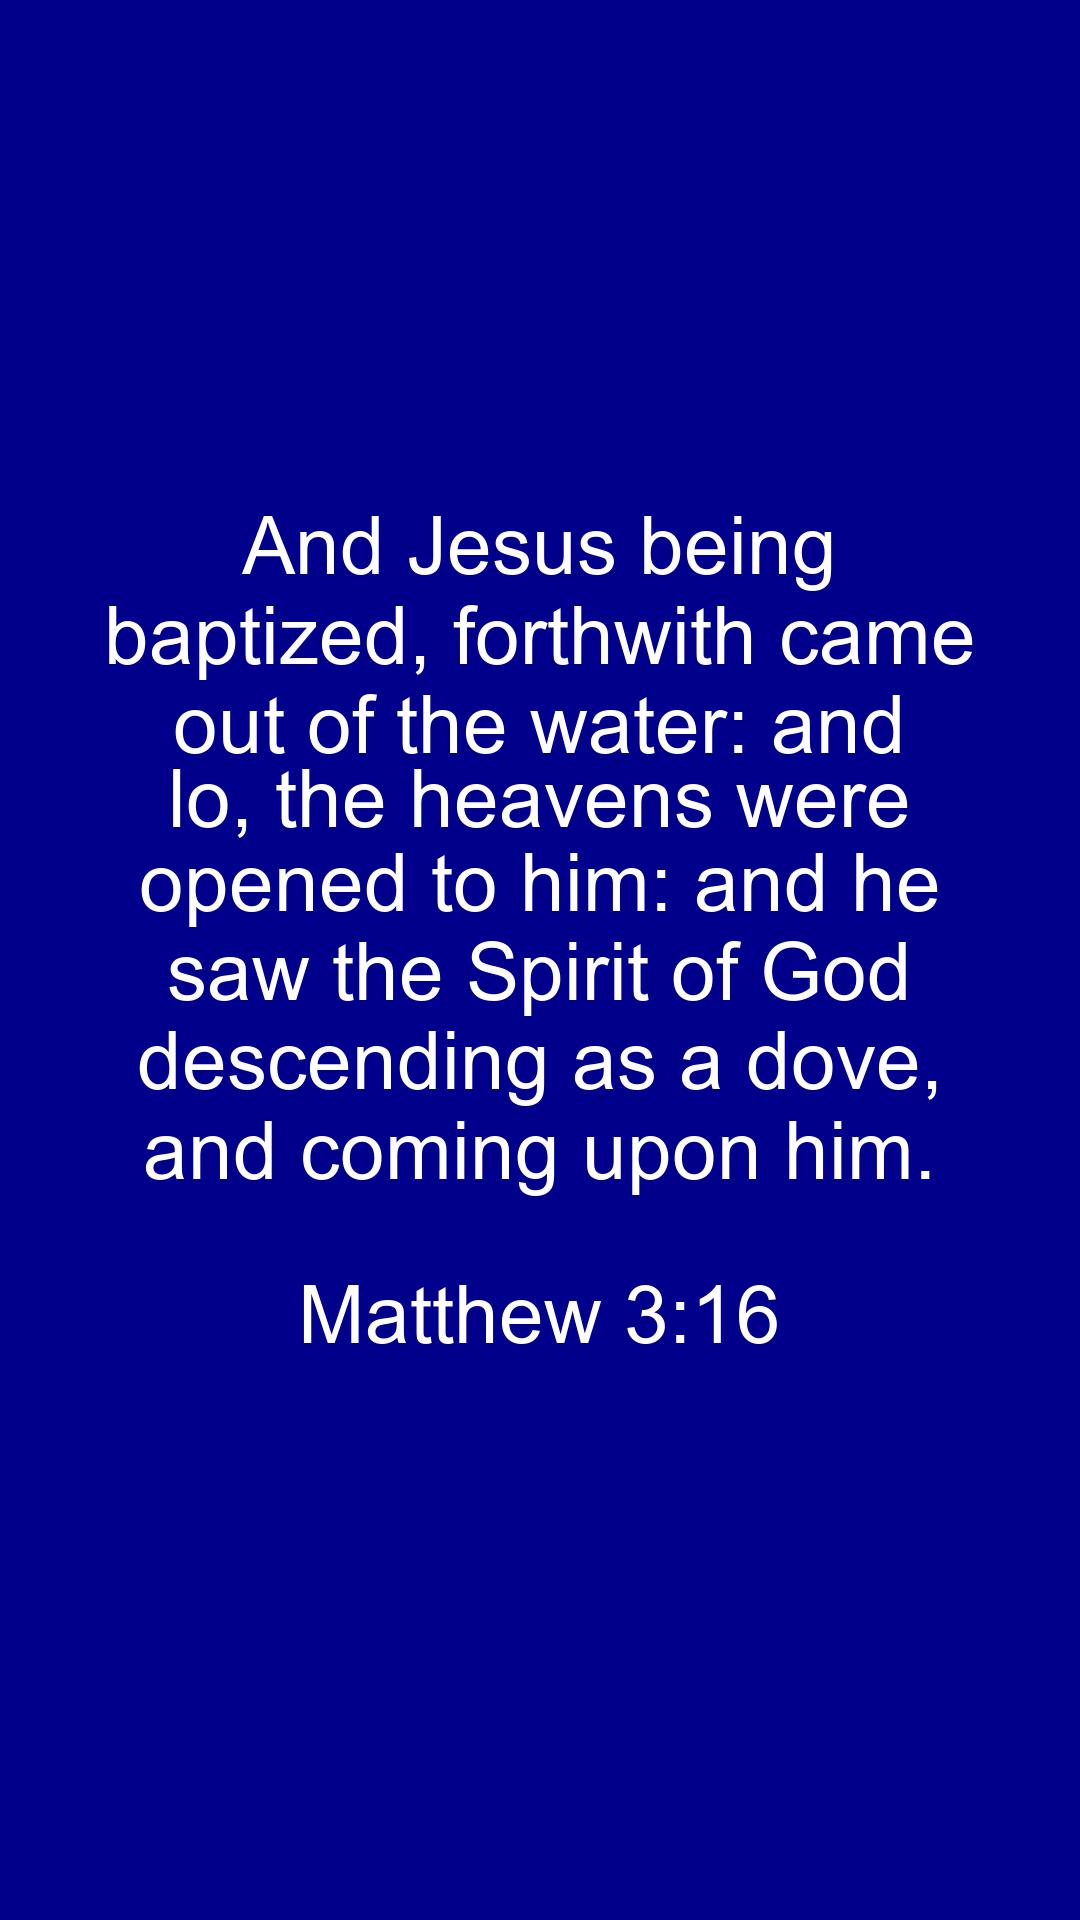 And Jesus being
baptized, forthwith came
out of the water: and
lo, the heavens were
opened to him: and he
saw the Spirit of God
descending as a dove,
and coming upon him.
Matthew 3:16